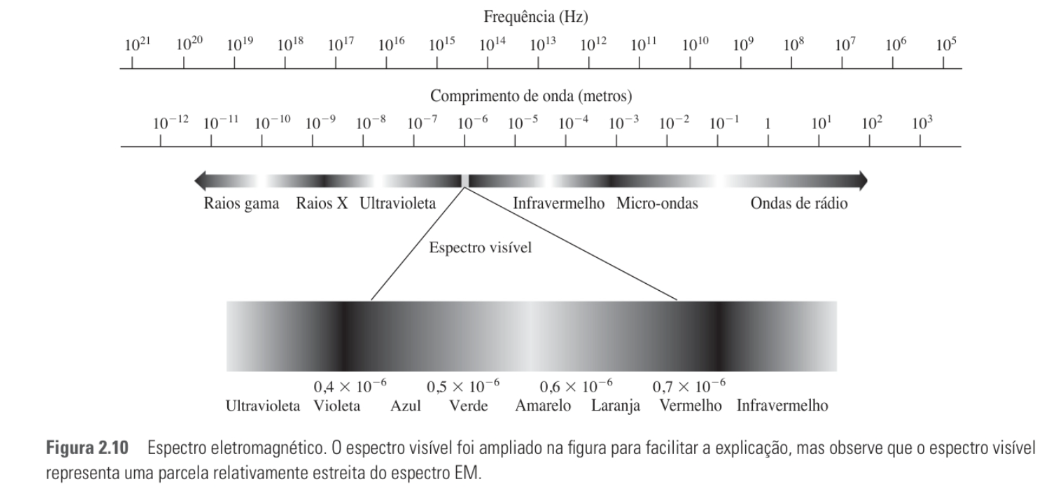 Frequência (Hz)
10²¹ 10²⁰ 10¹⁹ 10¹⁸ 10¹⁷ 10¹⁶ 10¹⁵ 10¹⁴ 10¹³ 10¹² 10¹¹ 10¹⁰ 10⁹ 10⁸ 10⁷ 10⁶ 10⁵
Comprimento de onda (metros)
10⁻¹² 10⁻¹¹ 10⁻¹⁰ 10⁻⁹ 10⁻⁸ 10⁻⁷ 10⁻⁶ 10⁻⁵ 10⁻⁴ 10⁻³ 10⁻² 10⁻¹ 1 10¹ 10² 10³
Raios gama Raios X Ultravioleta Infravermelho Micro-ondas Ondas de rádio
Espectro visível
0,4 × 10⁻⁶ 0,5 × 10⁻⁶ 0,6 × 10⁻⁶ 0,7 × 10⁻⁶
Ultravioleta Violeta Azul Verde Amarelo Laranja Vermelho Infravermelho
Figura 2.10 Espectro eletromagnético. O espectro visível foi ampliado na figura para facilitar a explicação, mas observe que o espectro visível
representa uma parcela relativamente estreita do espectro EM.